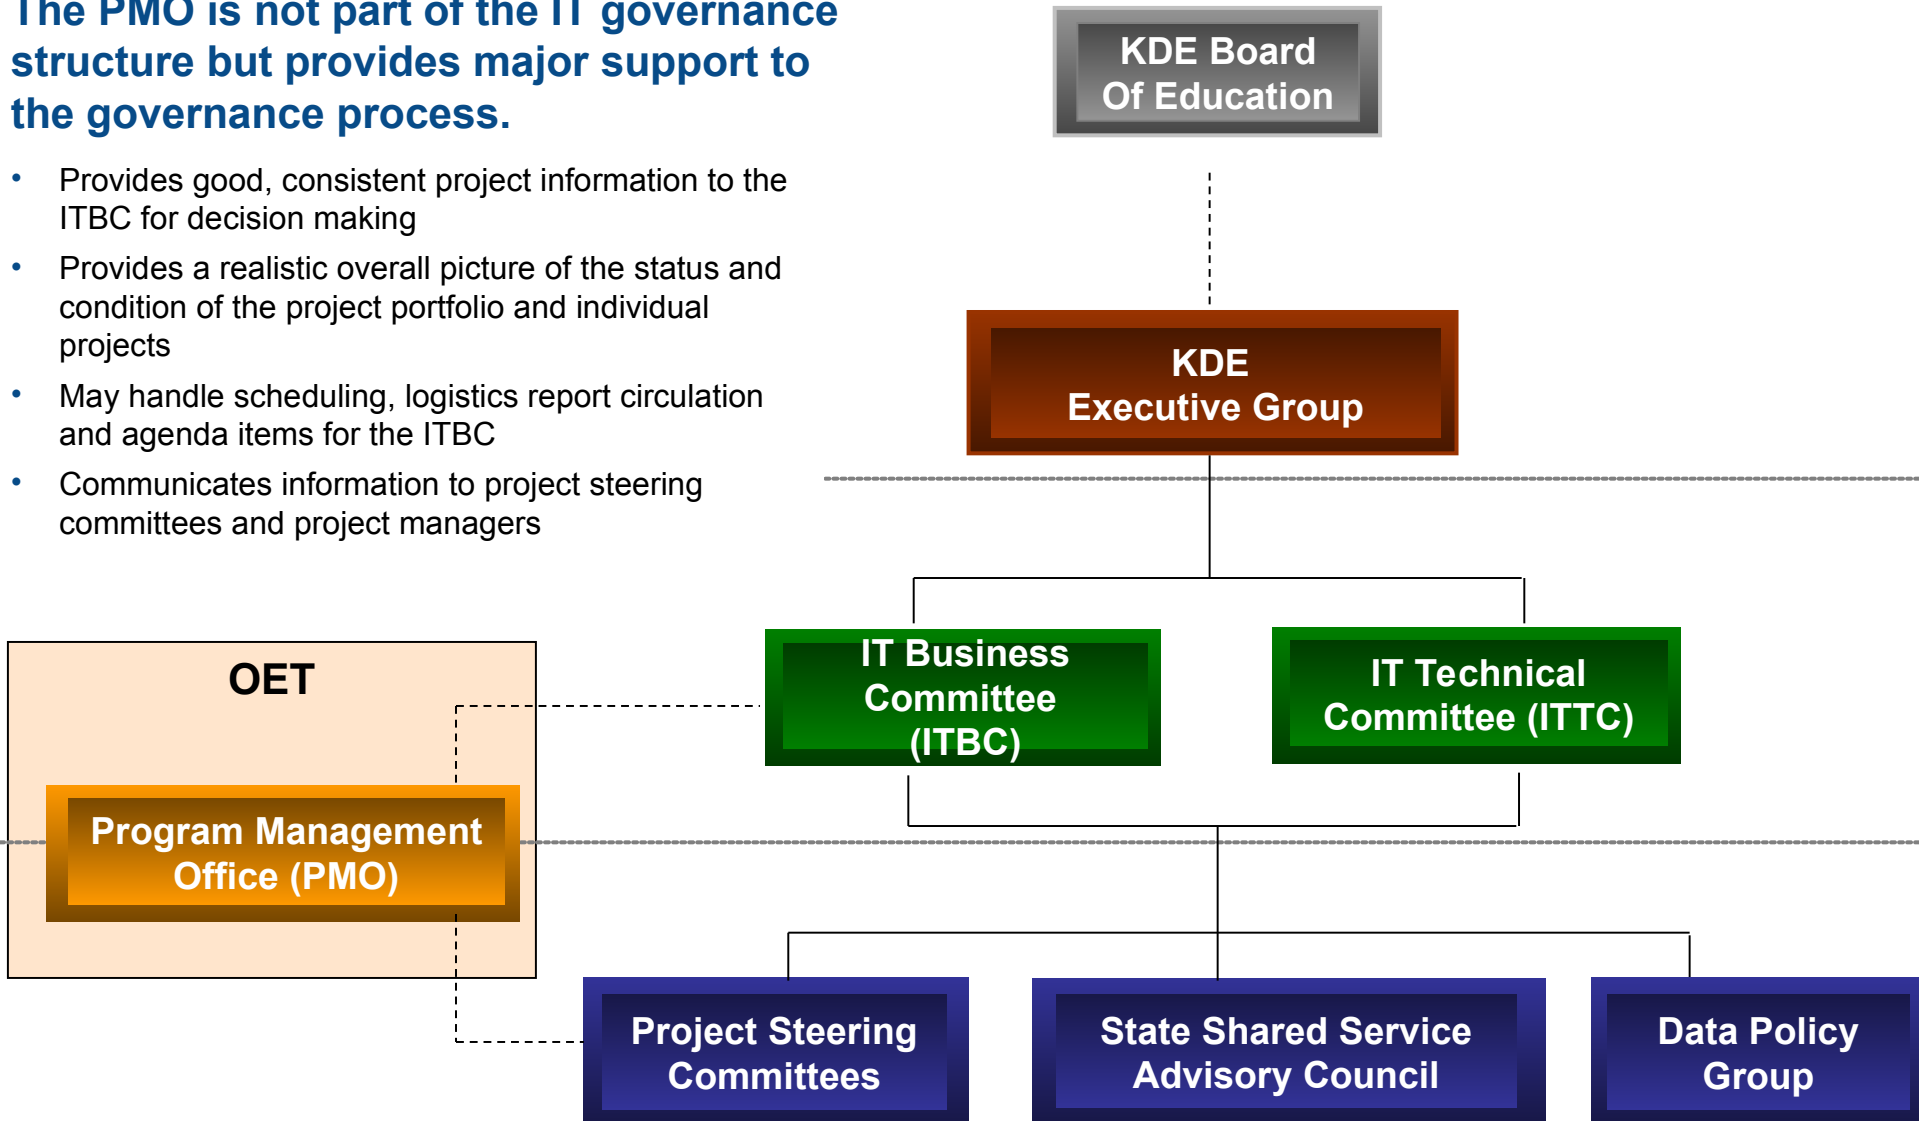 The PMO is not part of the IT governance
structure but provides major support to
the governance process.
• Provides good, consistent project information to the
ITBC for decision making
• Provides a realistic overall picture of the status and
condition of the project portfolio and individual
projects
• May handle scheduling, logistics report circulation
and agenda items for the ITBC
• Communicates information to project steering
committees and project managers
KDE Board
Of Education
KDE
Executive Group
OET
IT Business
Committee
(ITBC)
IT Technical
Committee (ITTC)
Program Management
Office (PMO)
Project Steering
Committees
State Shared Service
Advisory Council
Data Policy
Group